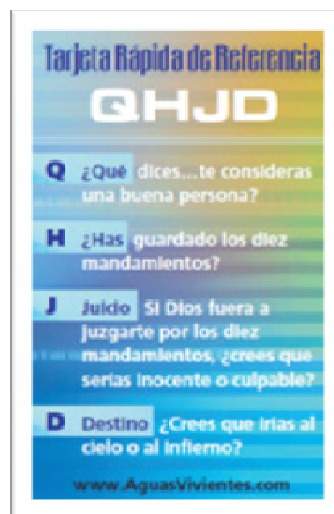 Tarjeta Rápida de Referencia
QHJD
Q ¿Qué dices...te consideras
una buena persona?
H ¿Has guardado los diez
mandamientos?
J Juicio Si Dios fuera a
juzgarte por los diez
mandamientos, ¿crees que
serías inocente o culpable?
D Destino ¿Crees que irías al
cielo o al infierno?
www.AguasVivientes.com